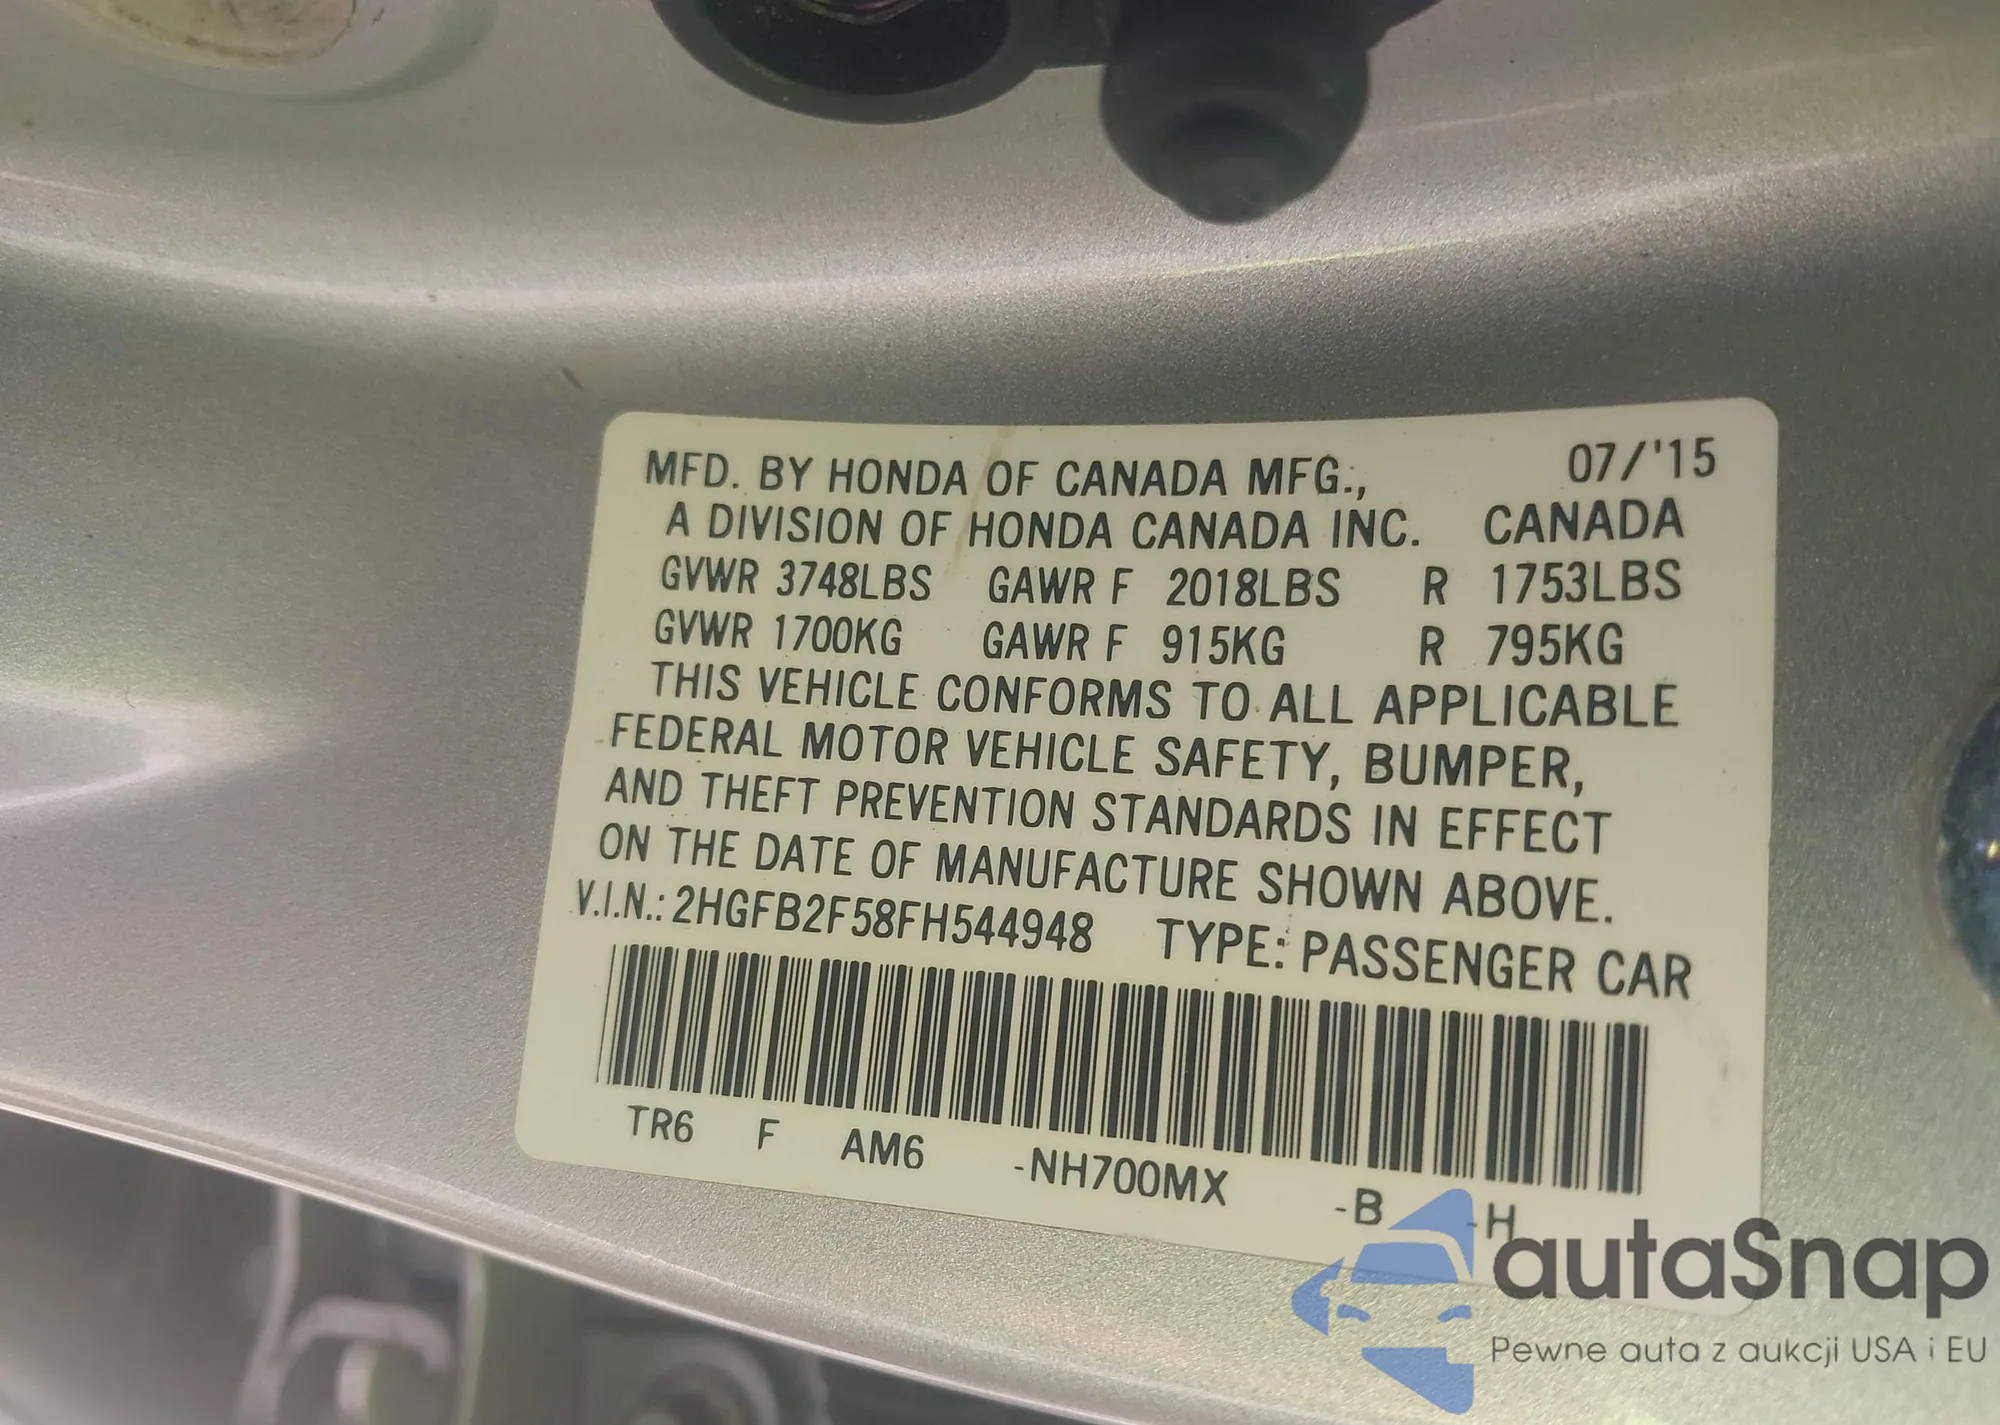 MFD. BY HONDA OF CANADA MFG., 07/'15
A DIVISION OF HONDA CANADA INC. CANADA
GVWR 3748LBS GAWR F 2018LBS R 1753LBS
GVWR 1700KG GAWR F 915KG R 795KG
THIS VEHICLE CONFORMS TO ALL APPLICABLE
FEDERAL MOTOR VEHICLE SAFETY, BUMPER,
AND THEFT PREVENTION STANDARDS IN EFFECT
ON THE DATE OF MANUFACTURE SHOWN ABOVE.
V.I.N.: 2HGFB2F58FH544948 TYPE: PASSENGER CAR
TR6 F AM6 -NH700MX -B -H
autaSnap
Pewne auta z aukcji USA i EU